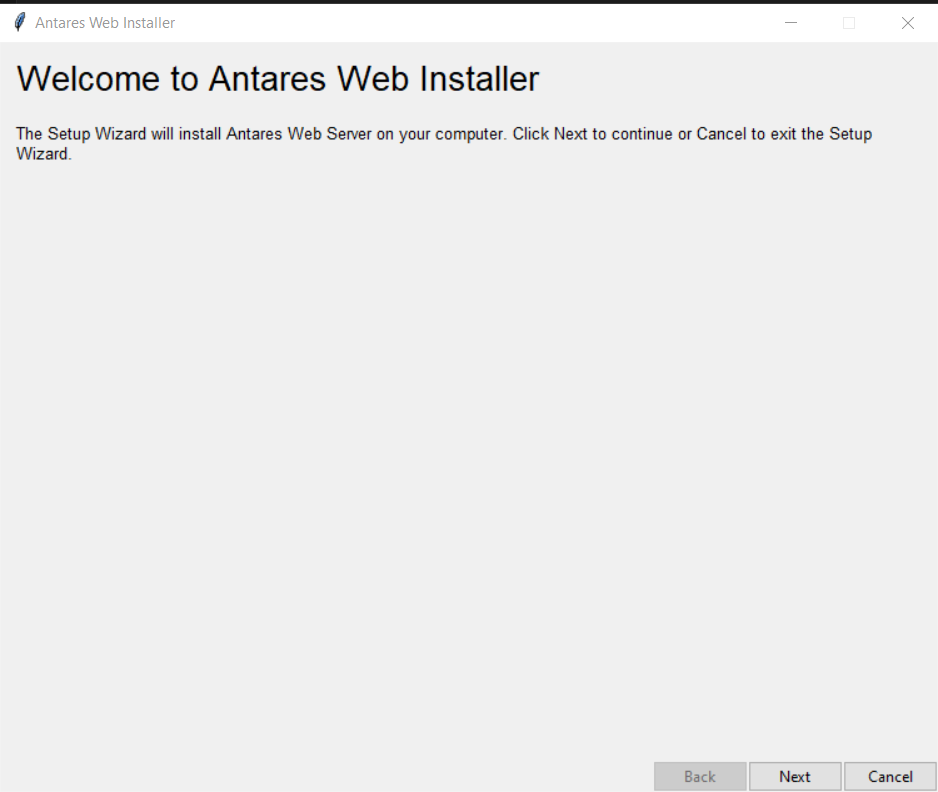 Antares Web Installer
Welcome to Antares Web Installer
The Setup Wizard will install Antares Web Server on your computer. Click Next to continue or Cancel to exit the Setup
Wizard.
Back
Next
Cancel